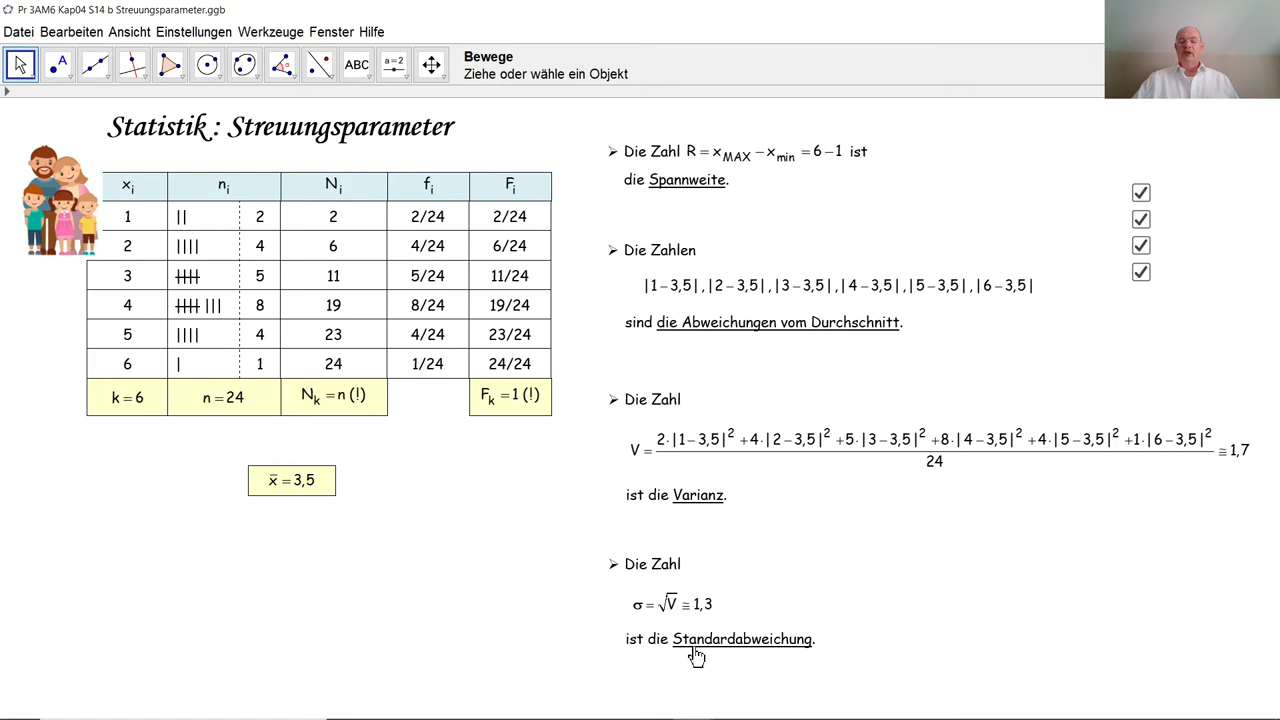 Pr 3AM6 Kap04 S14 b Streuungsparameter.ggb
Datei Bearbeiten Ansicht Einstellungen Werkzeuge Fenster Hilfe
A
ABC
a=2
Bewege
Ziehe oder wähle ein Objekt
Statistik : Streuungsparameter
xᵢ nᵢ Nᵢ fᵢ Fᵢ
1 || 2 2 2/24 2/24
2 |||| 4 6 4/24 6/24
3 5 11 5/24 11/24
4 ||| 8 19 8/24 19/24
5 |||| 4 23 4/24 23/24
6 | 1 24 1/24 24/24
k = 6 n = 24 Nₖ = n (!) Fₖ = 1 (!)
x̄ = 3,5
➢ Die Zahl R = x_MAX − x_min = 6 − 1 ist
die Spannweite.
➢ Die Zahlen
|1 − 3,5| , |2 − 3,5| , |3 − 3,5| , |4 − 3,5| , |5 − 3,5| , |6 − 3,5|
sind die Abweichungen vom Durchschnitt.
➢ Die Zahl
V = (2·|1 − 3,5|² + 4·|2 − 3,5|² + 5·|3 − 3,5|² + 8·|4 − 3,5|² + 4·|5 − 3,5|² + 1·|6 − 3,5|²) / 24 ≅ 1,7
ist die Varianz.
➢ Die Zahl
σ = √V ≅ 1,3
ist die Standardabweichung.